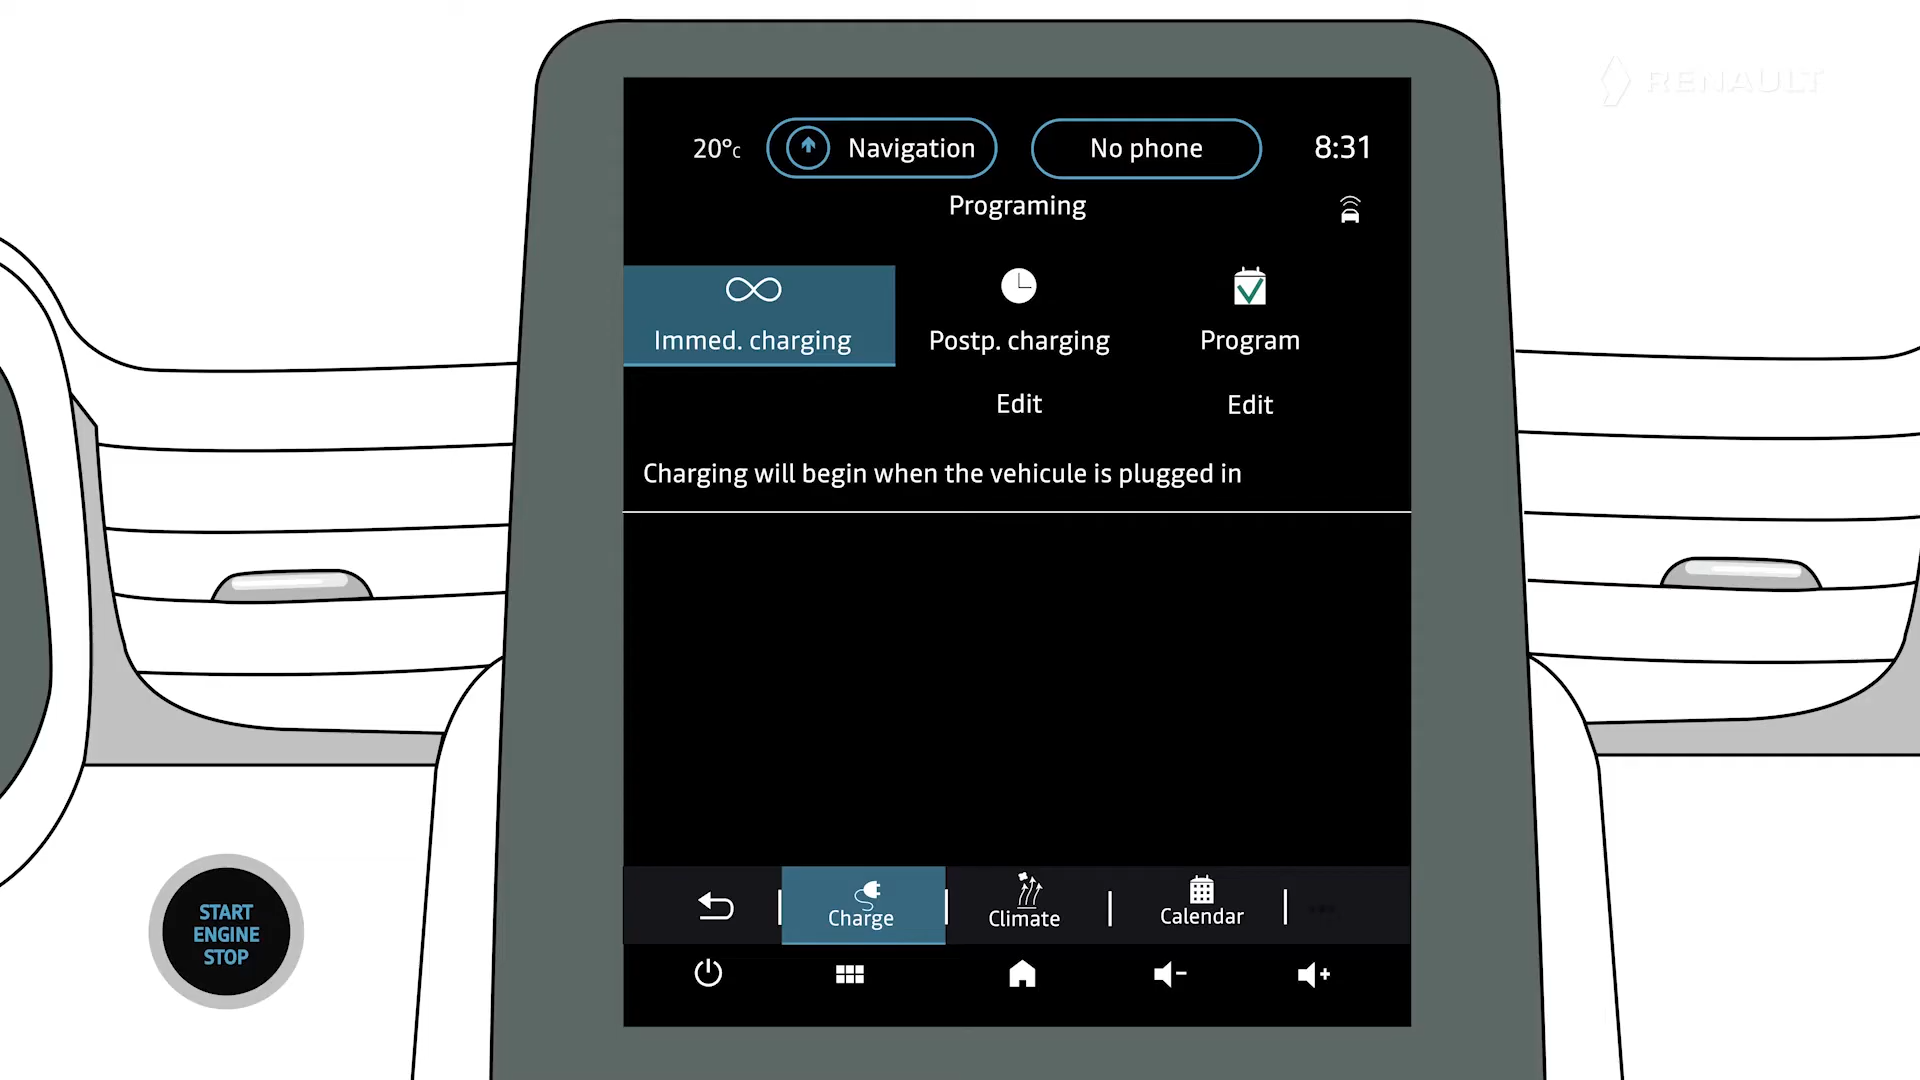 RENAULT
20°c
Navigation
No phone
8:31
Programing
Immed. charging
Postp. charging
Program
Edit
Edit
Charging will begin when the vehicule is plugged in
Charge
Climate
Calendar
START
ENGINE
STOP